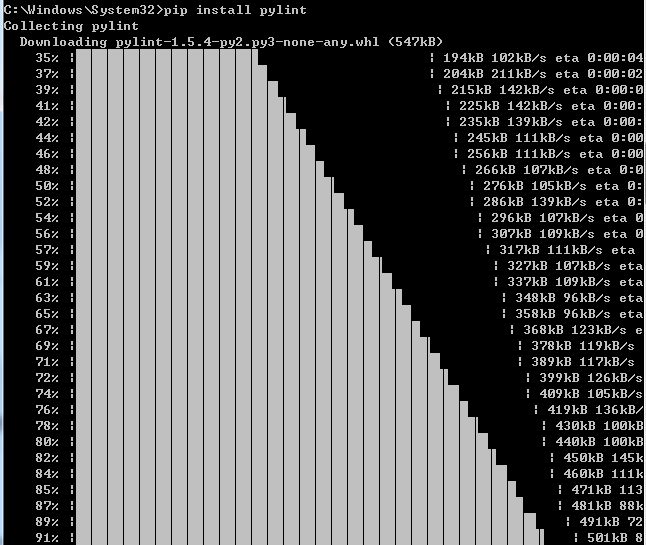 C:\Windows\System32>pip install pylint
Collecting pylint
Downloading pylint-1.5.4-py2.py3-none-any.whl (547kB)
35% ¦ ¦ 194kB 102kB/s eta 0:00:04
37% ¦ ¦ 204kB 211kB/s eta 0:00:02
39% ¦ ¦ 215kB 142kB/s eta 0:00:0
41% ¦ ¦ 225kB 142kB/s eta 0:00:
42% ¦ ¦ 235kB 139kB/s eta 0:00:
44% ¦ ¦ 245kB 111kB/s eta 0:00
46% ¦ ¦ 256kB 111kB/s eta 0:00
48% ¦ ¦ 266kB 107kB/s eta 0:0
50% ¦ ¦ 276kB 105kB/s eta 0:
52% ¦ ¦ 286kB 139kB/s eta 0:
54% ¦ ¦ 296kB 107kB/s eta 0
56% ¦ ¦ 307kB 109kB/s eta 0
57% ¦ ¦ 317kB 111kB/s eta
59% ¦ ¦ 327kB 107kB/s eta
61% ¦ ¦ 337kB 109kB/s eta
63% ¦ ¦ 348kB 96kB/s eta
65% ¦ ¦ 358kB 96kB/s eta
67% ¦ ¦ 368kB 123kB/s e
69% ¦ ¦ 378kB 119kB/s
71% ¦ ¦ 389kB 117kB/s
72% ¦ ¦ 399kB 126kB/s
74% ¦ ¦ 409kB 105kB/s
76% ¦ ¦ 419kB 136kB/
78% ¦ ¦ 430kB 100kB
80% ¦ ¦ 440kB 100kB
82% ¦ ¦ 450kB 145k
84% ¦ ¦ 460kB 111k
85% ¦ ¦ 471kB 113
87% ¦ ¦ 481kB 88k
89% ¦ ¦ 491kB 72
91% ¦ ¦ 501kB 8